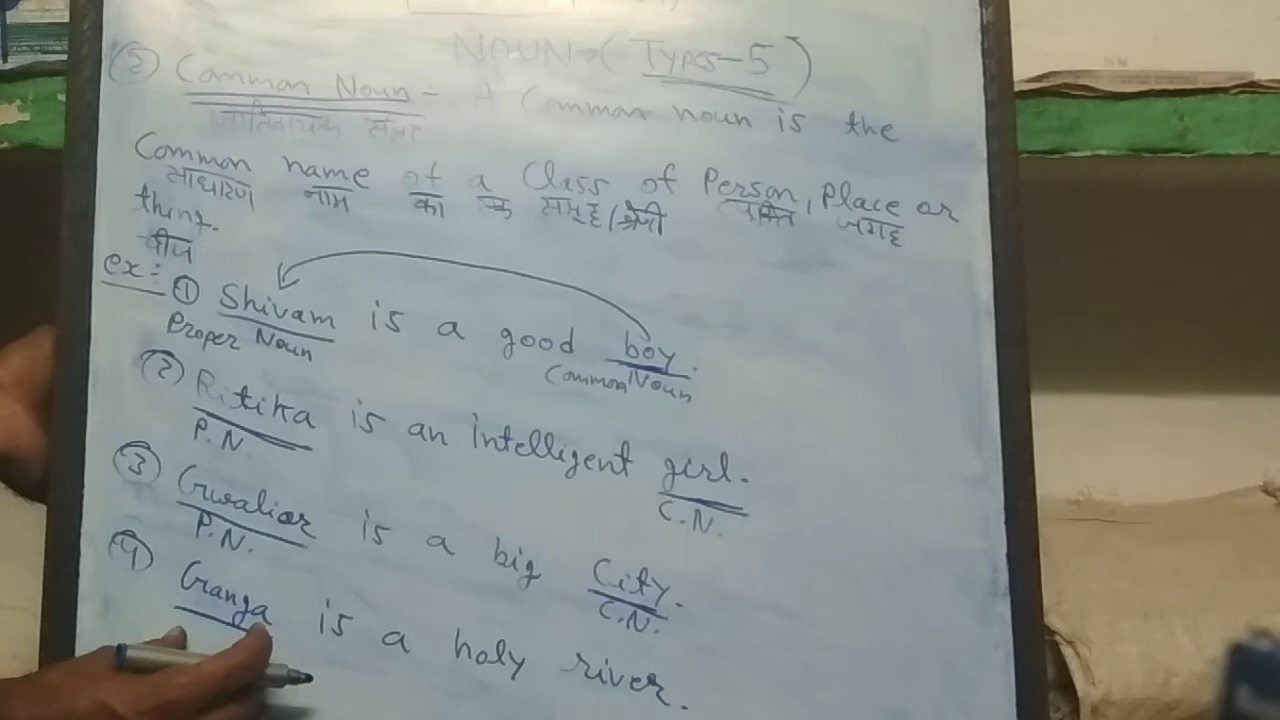 NOUN → (Types-5)
② Common Noun - A Common noun is the
जातिवाचक संज्ञा
Common name of a Class of Person, Place or
साधारण नाम का के समूह/श्रेणी व्यक्ति जगह
thing.
चीज
ex:- ① Shivam is a good boy.
Proper Noun Common Noun
② Ritika is an intelligent girl.
P.N. C.N.
③ Gwalior is a big City.
P.N. C.N.
④ Ganga is a holy river.